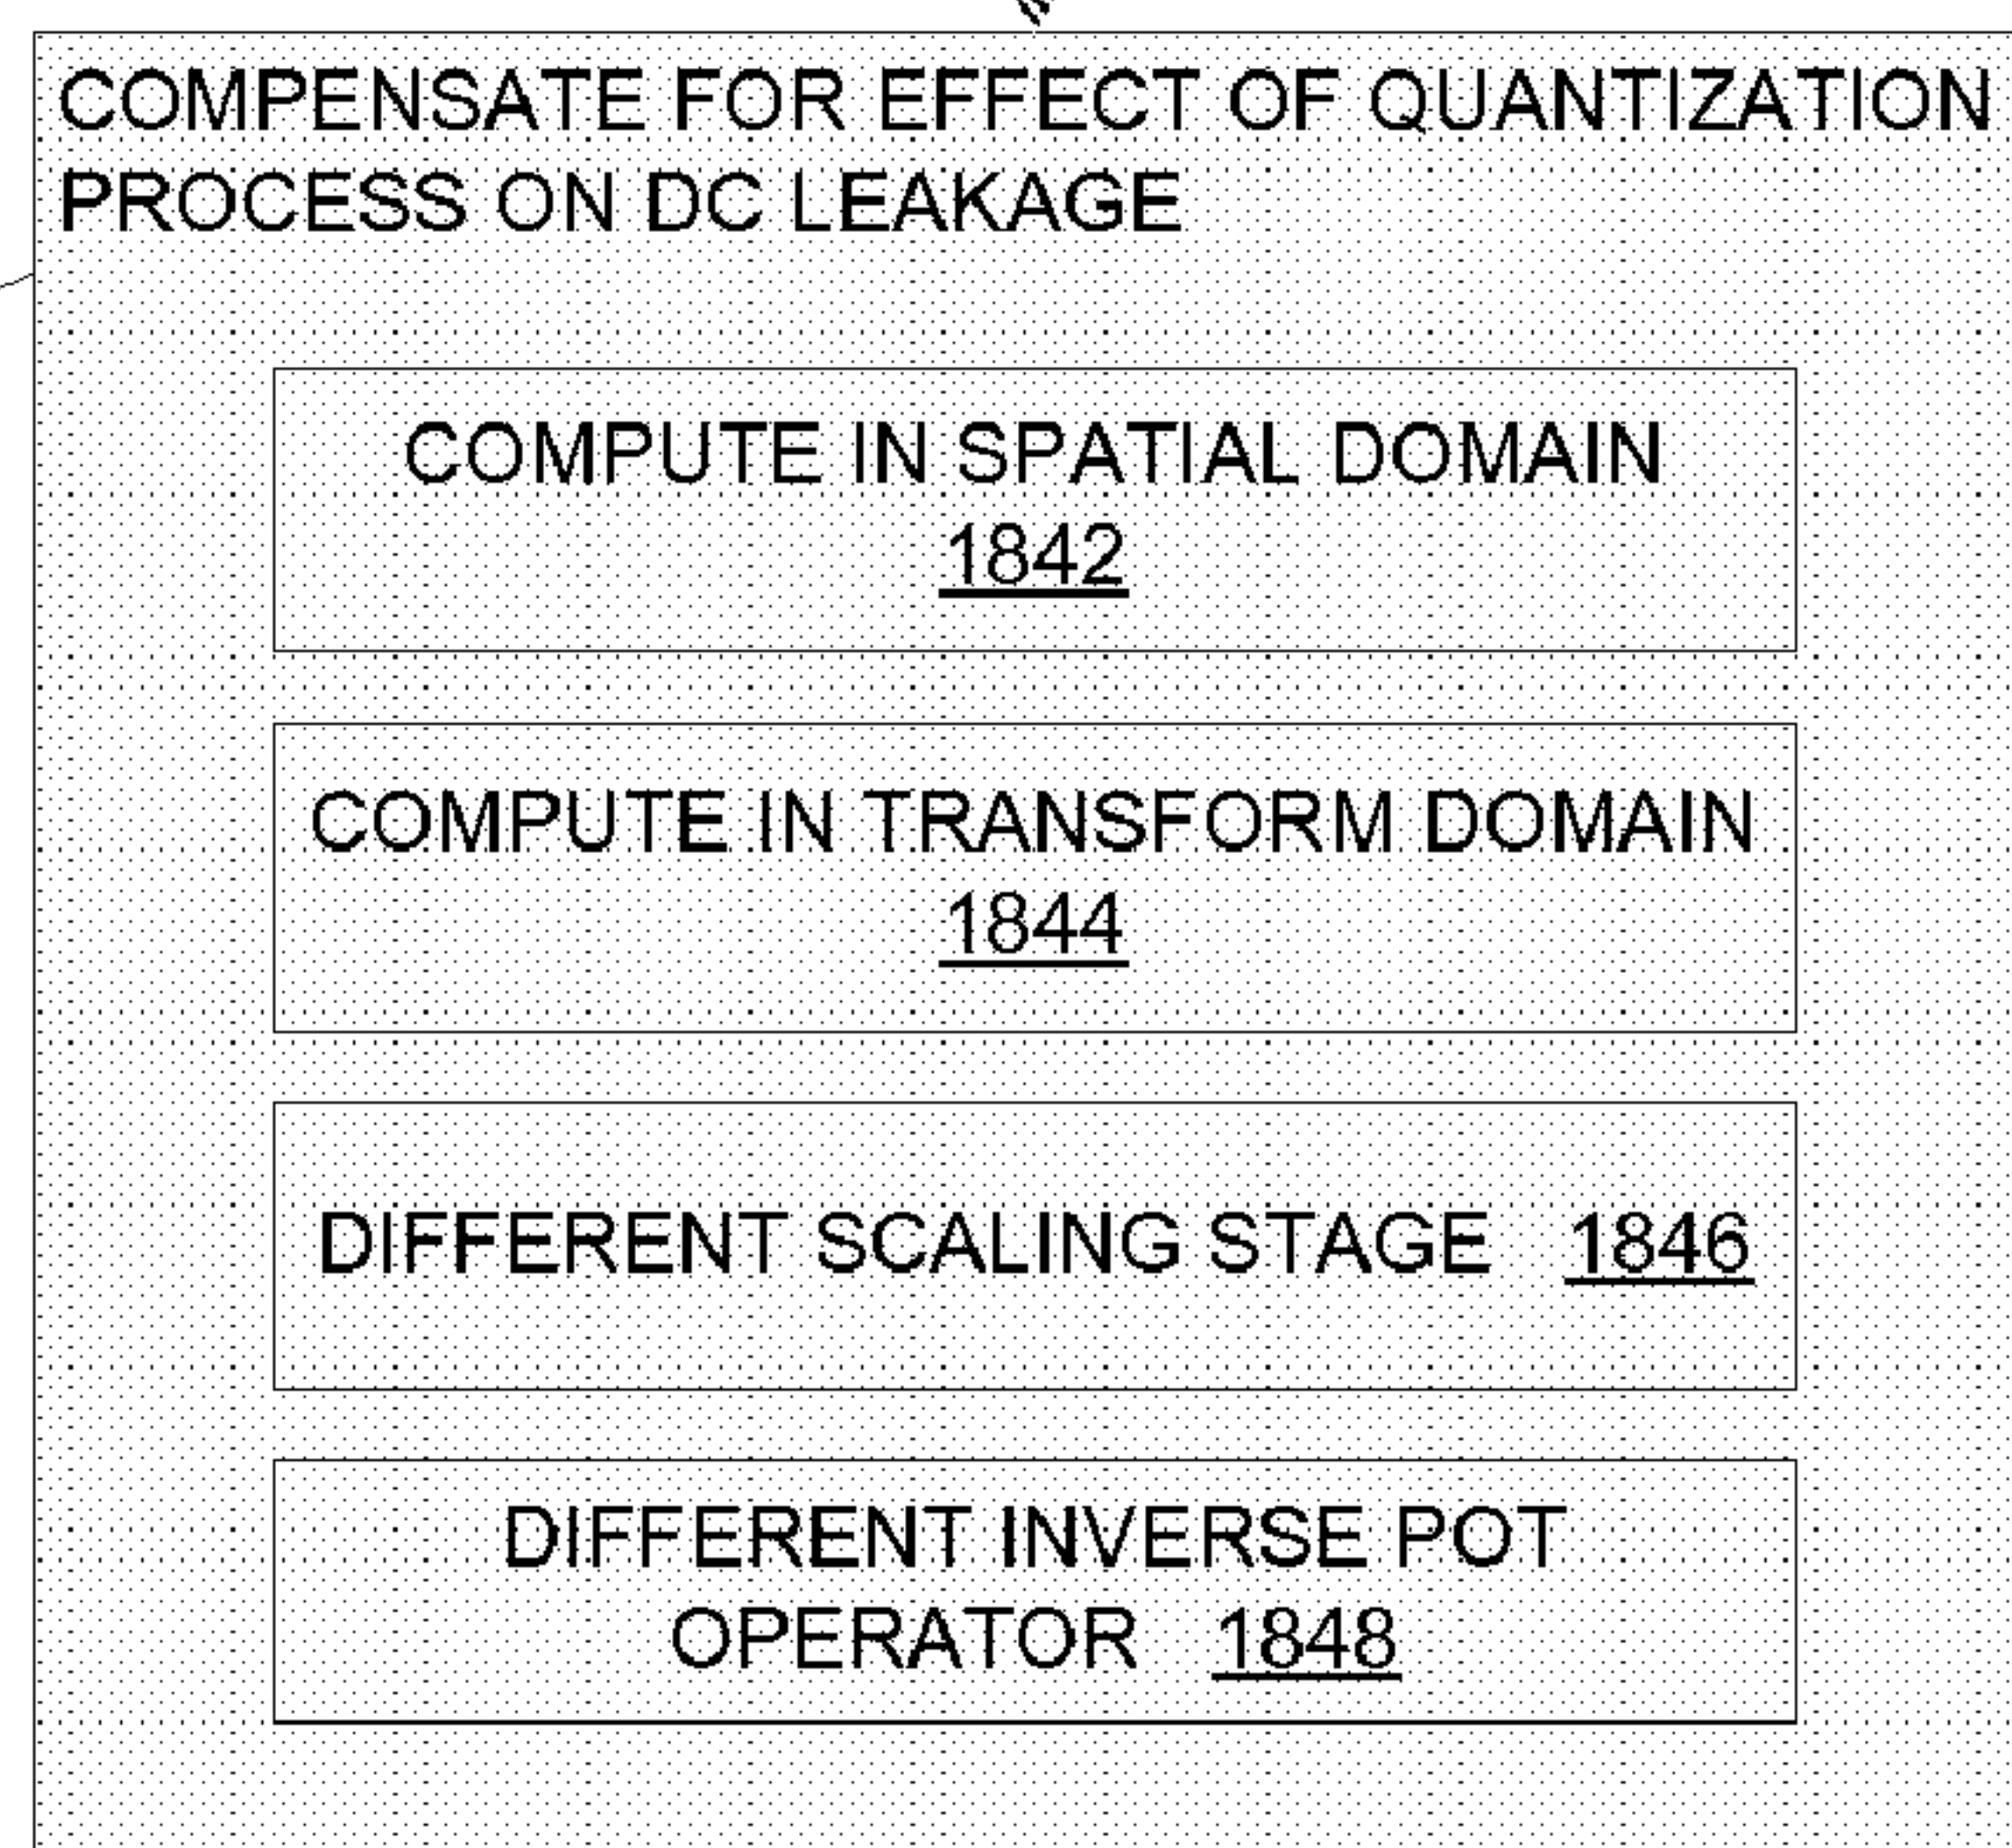 COMPENSATE FOR EFFECT OF QUANTIZATION
PROCESS ON DC LEAKAGE
COMPUTE IN SPATIAL DOMAIN
1842
COMPUTE IN TRANSFORM DOMAIN
1844
DIFFERENT SCALING STAGE 1846
DIFFERENT INVERSE POT
OPERATOR 1848